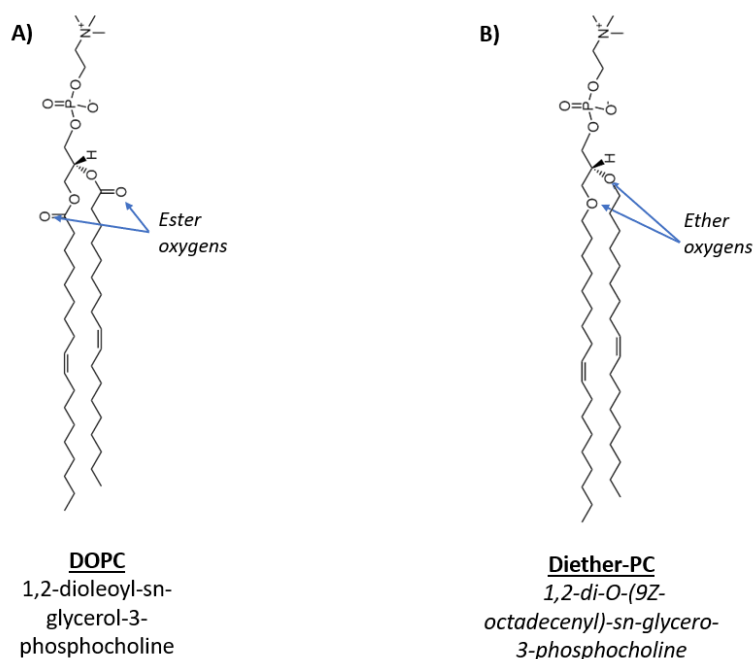 A)
N+
O
O=P-O-
O
H
O
O
O
O
Ester
oxygens
DOPC
1,2-dioleoyl-sn-
glycerol-3-
phosphocholine
B)
N+
O
O=P-O-
O
H
O
O
Ether
oxygens
Diether-PC
1,2-di-O-(9Z-
octadecenyl)-sn-glycero-
3-phosphocholine